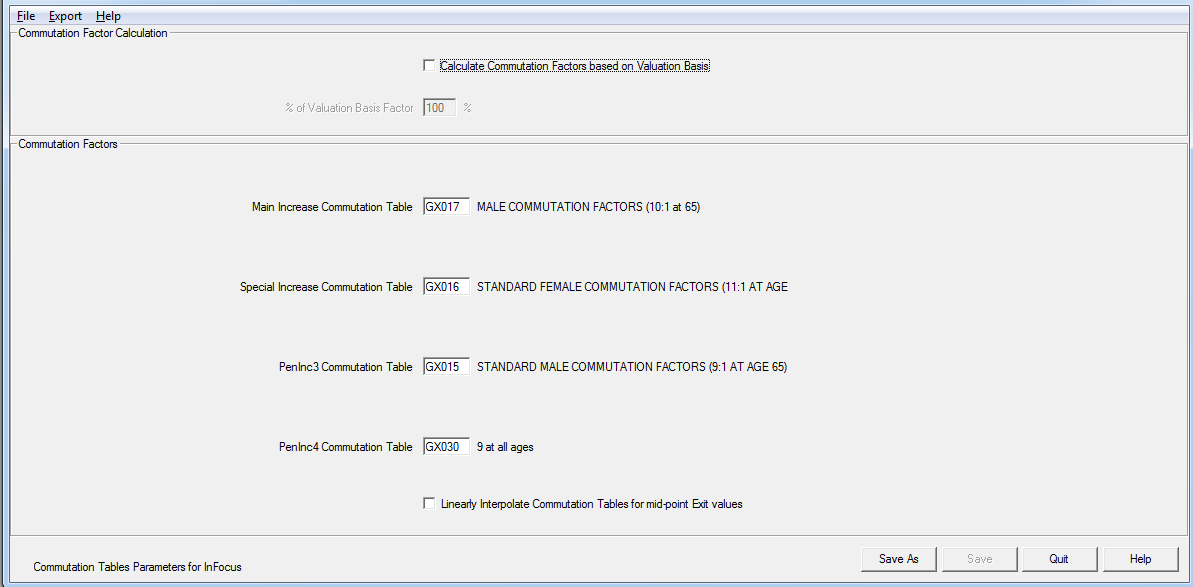 File Export Help
Commutation Factor Calculation
Calculate Commutation Factors based on Valuation Basis
% of Valuation Basis Factor 100 %
Commutation Factors
Main Increase Commutation Table GX017 MALE COMMUTATION FACTORS (10:1 at 65)
Special Increase Commutation Table GX016 STANDARD FEMALE COMMUTATION FACTORS (11:1 AT AGE
PenInc3 Commutation Table GX015 STANDARD MALE COMMUTATION FACTORS (9:1 AT AGE 65)
PenInc4 Commutation Table GX030 9 at all ages
Linearly Interpolate Commutation Tables for mid-point Exit values
Save As Save Quit Help
Commutation Tables Parameters for InFocus